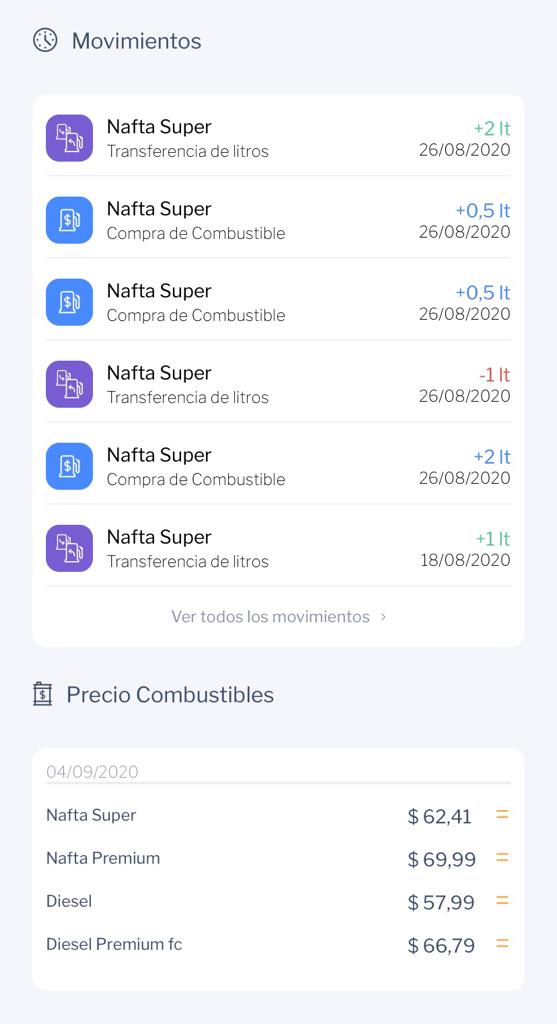 Movimientos
Nafta Super
+2 lt
Transferencia de litros
26/08/2020
Nafta Super
+0,5 lt
Compra de Combustible
26/08/2020
Nafta Super
+0,5 lt
Compra de Combustible
26/08/2020
Nafta Super
-1 lt
Transferencia de litros
26/08/2020
Nafta Super
+2 lt
Compra de Combustible
26/08/2020
Nafta Super
+1 lt
Transferencia de litros
18/08/2020
Ver todos los movimientos >
Precio Combustibles
04/09/2020
Nafta Super $ 62,41 =
Nafta Premium $ 69,99 =
Diesel $ 57,99 =
Diesel Premium fc $ 66,79 =